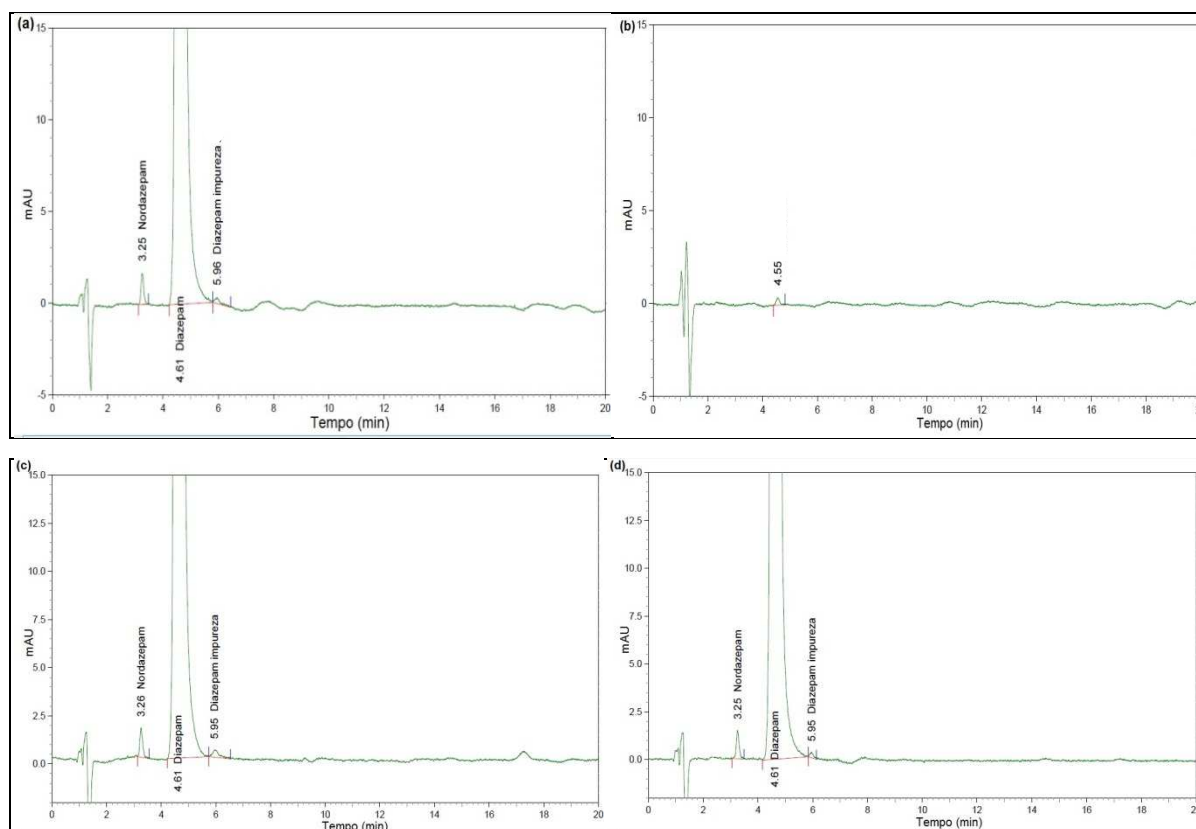 (a)
15
10
5
0
-5
mAU
3.25 Nordazepam
4.61 Diazepam
5.96 Diazepam impureza .
0 2 4 6 8 10 12 14 16 18 20
Tempo (min)
(b)
15
10
5
0
-5
mAU
4.55
0 2 4 6 8 10 12 14 16 18
Tempo (min)
(c)
15.0
12.5
10.0
7.5
5.0
2.5
0.0
mAU
3.26 Nordazepam
4.61 Diazepam
5.95 Diazepam impureza
0 2 4 6 8 10 12 14 16 18 20
Tempo (min)
(d)
15.0
12.5
10.0
7.5
5.0
2.5
0.0
mAU
3.25 Nordazepam
4.61 Diazepam
5.95 Diazepam impureza
0 2 4 6 8 10 12 14 16 18 20
Tempo (min)